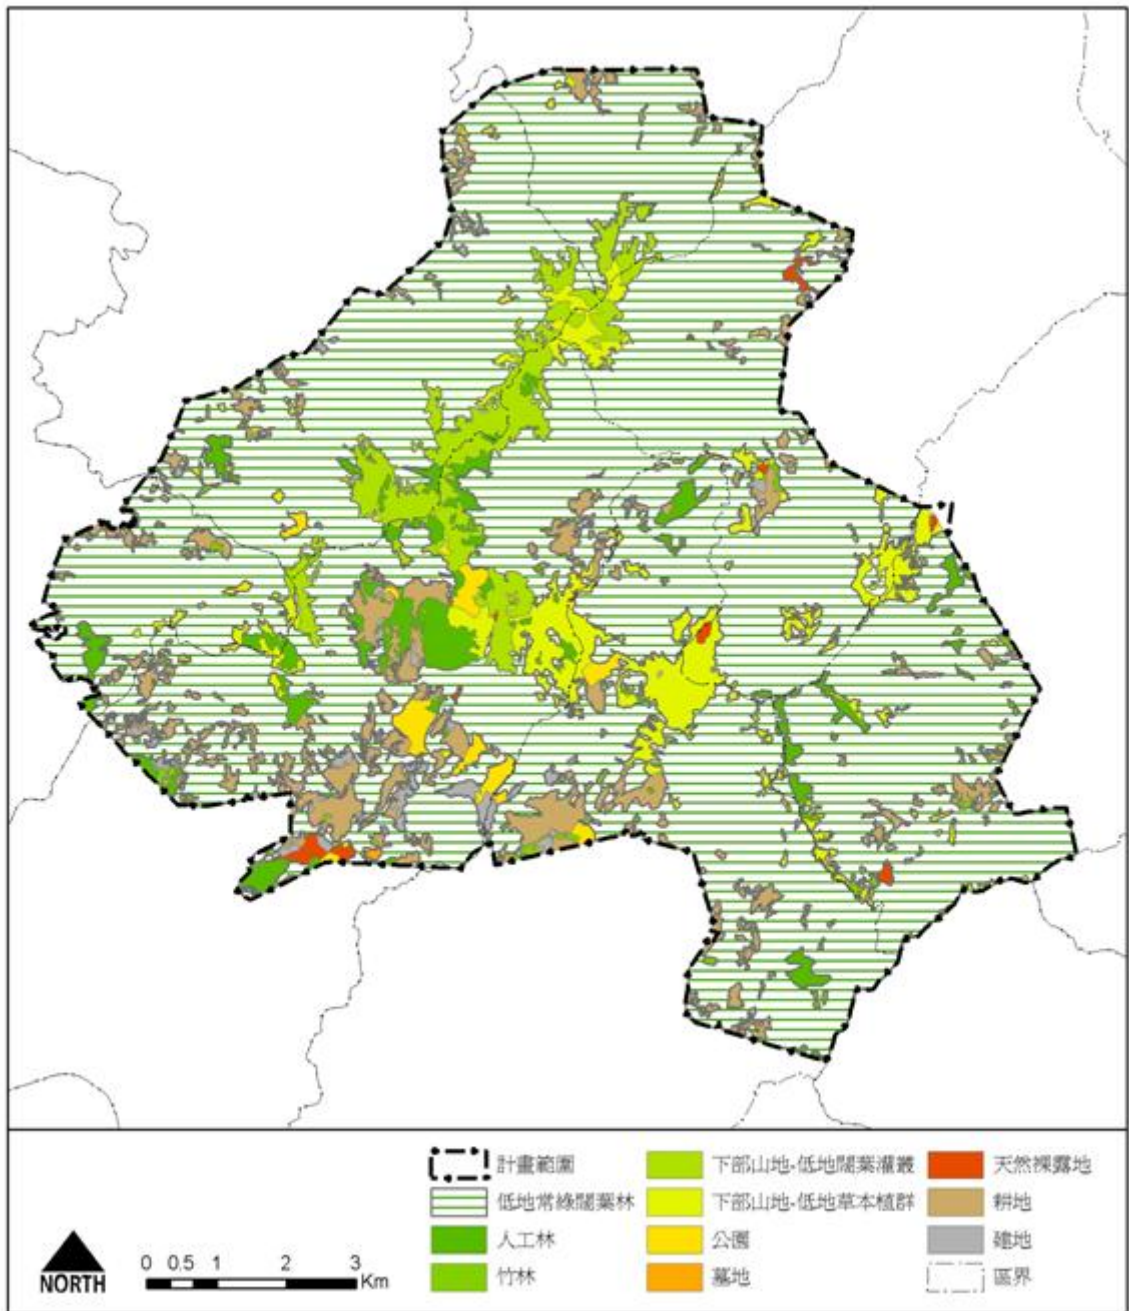 計畫範圍
低地常綠闊葉林
人工林
竹林
下部山地-低地闊葉灌叢
下部山地-低地草本植群
公園
墓地
天然裸露地
耕地
建地
區界
NORTH
0 0.5 1 2 3
Km